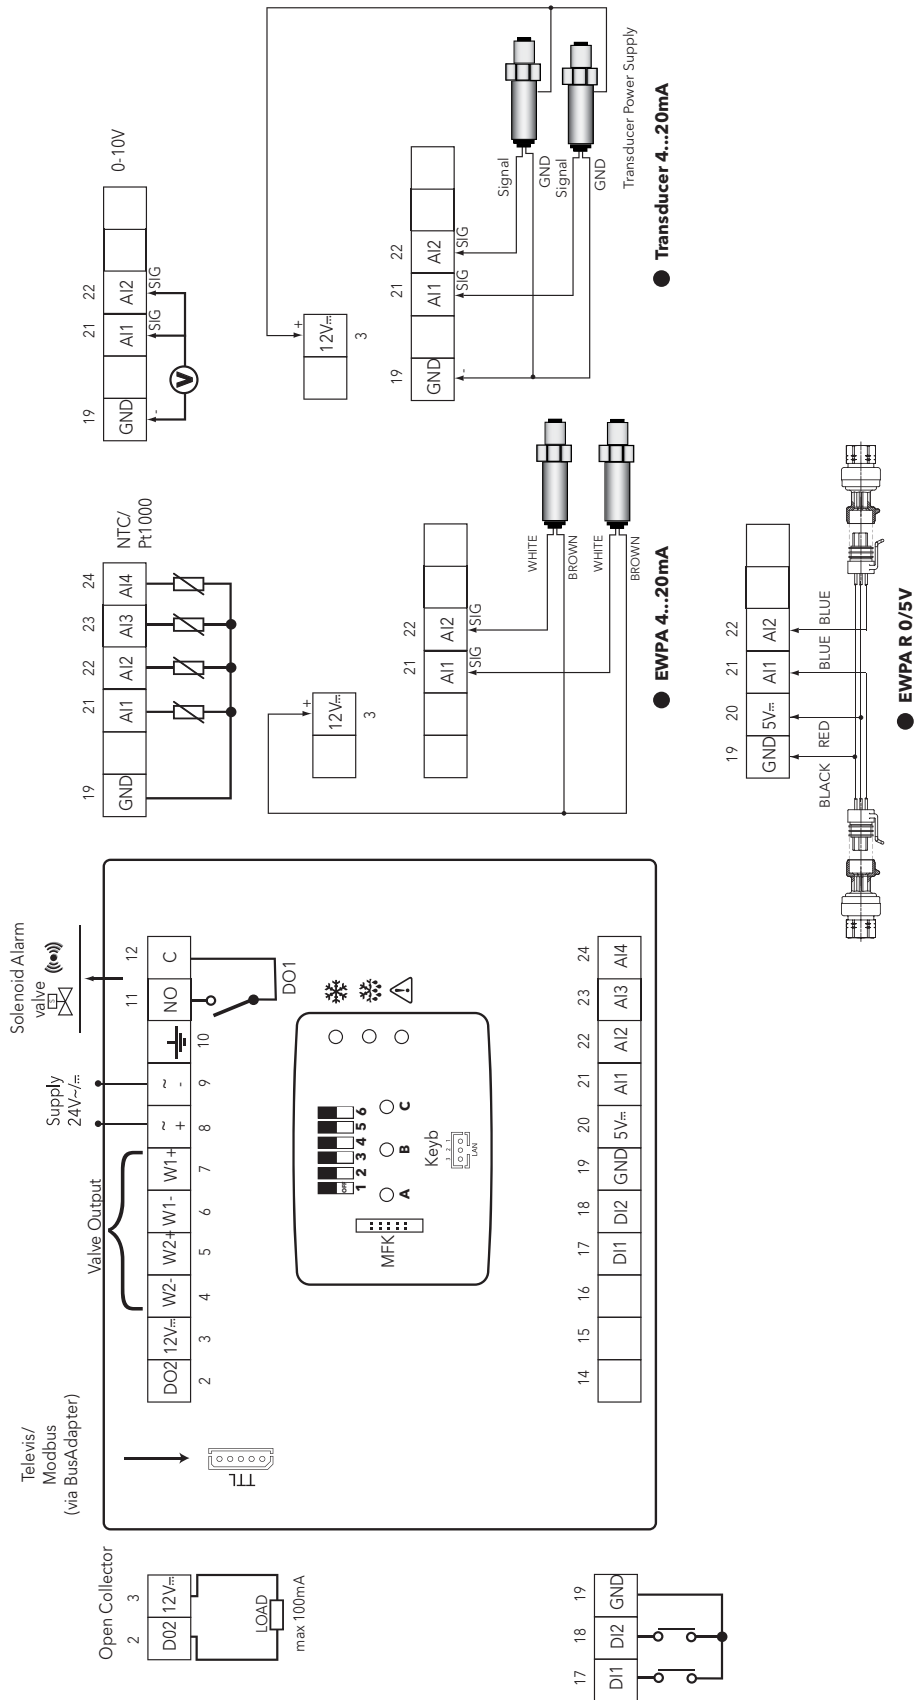 Open Collector
2 3
D02 12V⎓
LOAD
max 100mA
17 18 19
DI1 DI2 GND
Televis/
Modbus
(via BusAdapter)
TTL
Valve Output
Supply
24V~/⎓
Solenoid Alarm
valve
S
DO2 12V⎓ W2- W2+ W1- W1+ ~ + ~ - NO C
2 3 4 5 6 7 8 9 10 11 12
DO1
OFF
1 2 3 4 5 6
A B C
MFK
Keyb
3 2 1
LAN
14 15 16 17 18 19 20 21 22 23 24
DI1 DI2 GND 5V⎓ AI1 AI2 AI3 AI4
19 21 22 23 24
GND AI1 AI2 AI3 AI4
NTC/
Pt1000
19 21 22
GND AI1 AI2
- SIG SIG
V
0-10V
12V⎓ +
3
21 22
AI1 AI2
SIG SIG
WHITE
BROWN
WHITE
BROWN
● EWPA 4...20mA
12V⎓ +
3
19 21 22
GND AI1 AI2
- SIG SIG
Signal
GND
Signal
GND
Transducer Power Supply
● Transducer 4...20mA
19 20 21 22
GND 5V⎓ AI1 AI2
BLACK RED BLUE BLUE
● EWPA R 0/5V